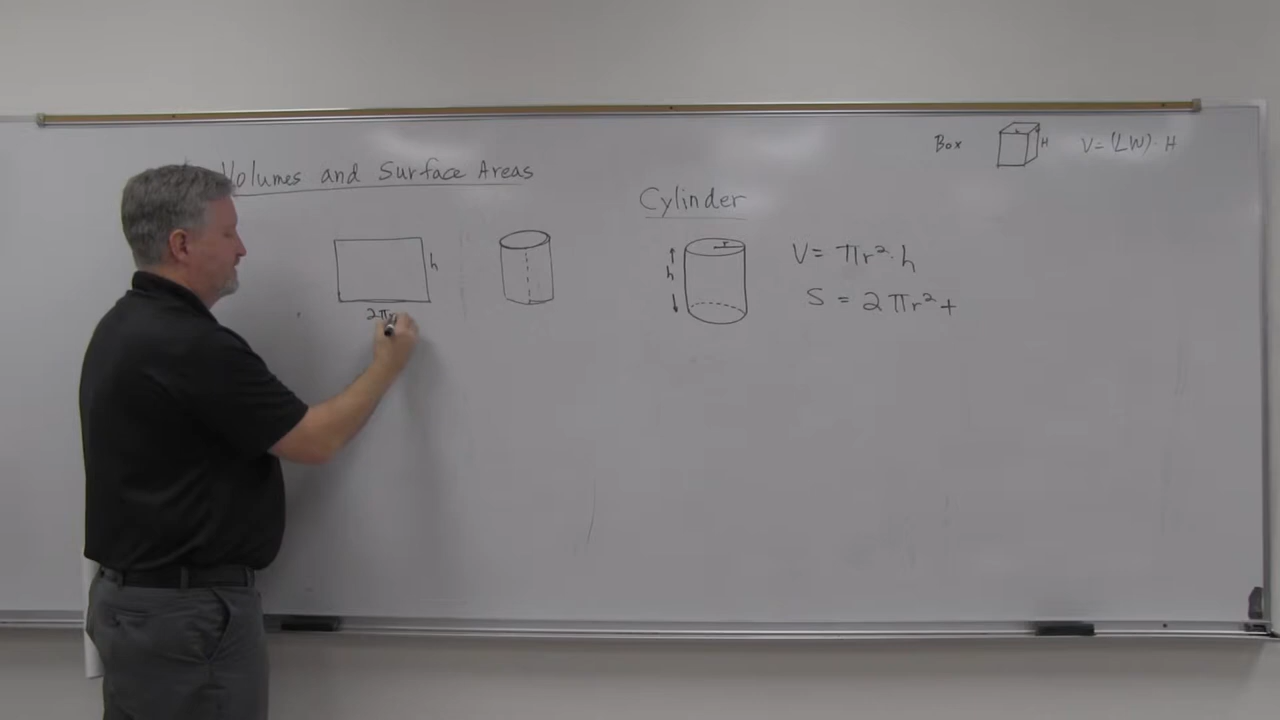 Volumes and Surface Areas
Box
H
V = (LW) · H
Cylinder
h
2πr
r
h
V = πr² · h
S = 2πr² +